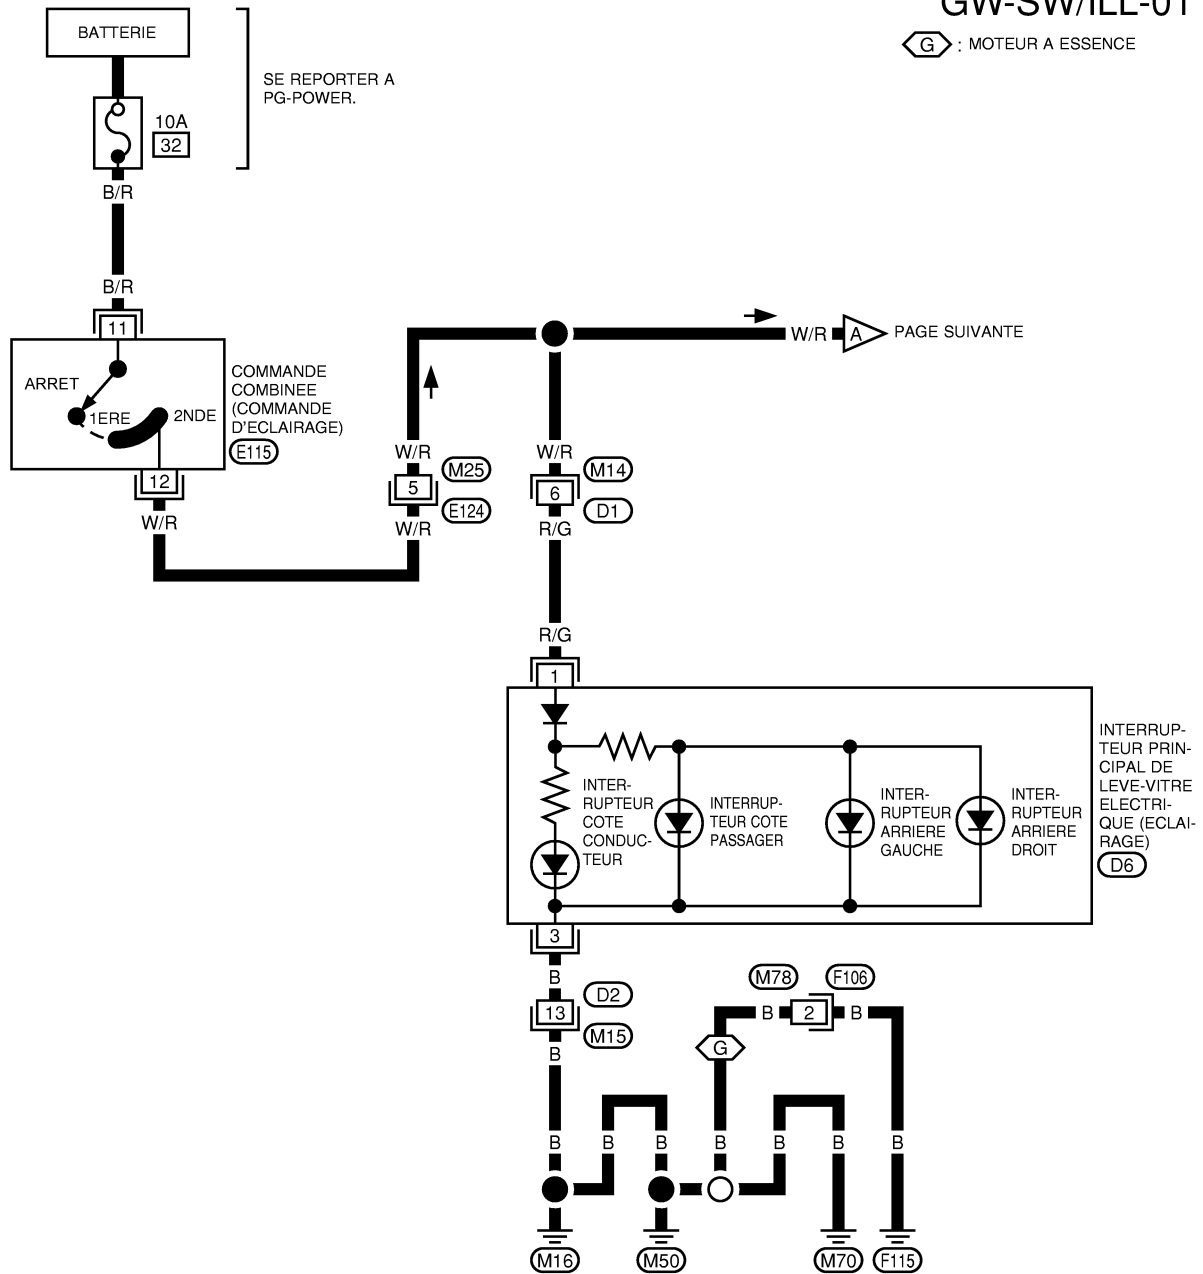 GW-SW/ILL-01
G : MOTEUR A ESSENCE
BATTERIE
SE REPORTER A
PG-POWER.
10A
32
B/R
B/R
11
ARRET
1ERE
2NDE
COMMANDE
COMBINEE
(COMMANDE
D'ECLAIRAGE)
E115
12
W/R
W/R
5
M25
E124
W/R
W/R
A
PAGE SUIVANTE
W/R
6
M14
D1
R/G
R/G
1
INTER-
RUPTEUR
COTE
CONDUC-
TEUR
INTERRUP-
TEUR COTE
PASSAGER
INTER-
RUPTEUR
ARRIERE
GAUCHE
INTER-
RUPTEUR
ARRIERE
DROIT
INTERRUP-
TEUR PRIN-
CIPAL DE
LEVE-VITRE
ELECTRI-
QUE (ECLAI-
RAGE)
D6
3
B
13
D2
M15
B
M78
F106
B
2
B
G
B
B
B
B
B
B
B
M16
M50
M70
F115